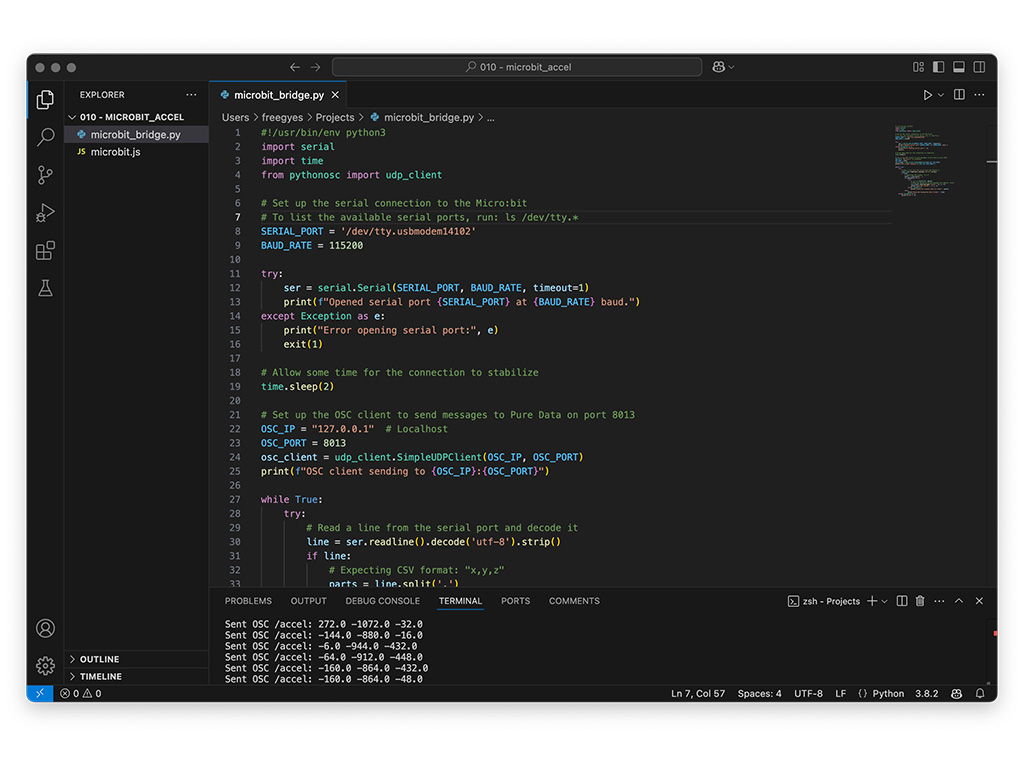 010 - microbit_accel
EXPLORER
...
microbit_bridge.py
010 - MICROBIT_ACCEL
microbit_bridge.py
JS microbit.js
OUTLINE
TIMELINE
Users > freegyes > Projects > microbit_bridge.py > ...
1 #!/usr/bin/env python3
2 import serial
3 import time
4 from pythonosc import udp_client
5
6 # Set up the serial connection to the Micro:bit
7 # To list the available serial ports, run: ls /dev/tty.*
8 SERIAL_PORT = '/dev/tty.usbmodem14102'
9 BAUD_RATE = 115200
10
11 try:
12 ser = serial.Serial(SERIAL_PORT, BAUD_RATE, timeout=1)
13 print(f"Opened serial port {SERIAL_PORT} at {BAUD_RATE} baud.")
14 except Exception as e:
15 print("Error opening serial port:", e)
16 exit(1)
17
18 # Allow some time for the connection to stabilize
19 time.sleep(2)
20
21 # Set up the OSC client to send messages to Pure Data on port 8013
22 OSC_IP = "127.0.0.1"  # Localhost
23 OSC_PORT = 8013
24 osc_client = udp_client.SimpleUDPClient(OSC_IP, OSC_PORT)
25 print(f"OSC client sending to {OSC_IP}:{OSC_PORT}")
26
27 while True:
28 try:
29 # Read a line from the serial port and decode it
30 line = ser.readline().decode('utf-8').strip()
31 if line:
32 # Expecting CSV format: "x,y,z"
33 parts = line.split(',')
PROBLEMS OUTPUT DEBUG CONSOLE TERMINAL PORTS COMMENTS
zsh - Projects
Sent OSC /accel: 272.0 -1072.0 -32.0
Sent OSC /accel: -144.0 -880.0 -16.0
Sent OSC /accel: -6.0 -944.0 -432.0
Sent OSC /accel: -64.0 -912.0 -448.0
Sent OSC /accel: -160.0 -864.0 -432.0
Sent OSC /accel: -160.0 -864.0 -48.0
0 0
Ln 7, Col 57 Spaces: 4 UTF-8 LF {} Python 3.8.2